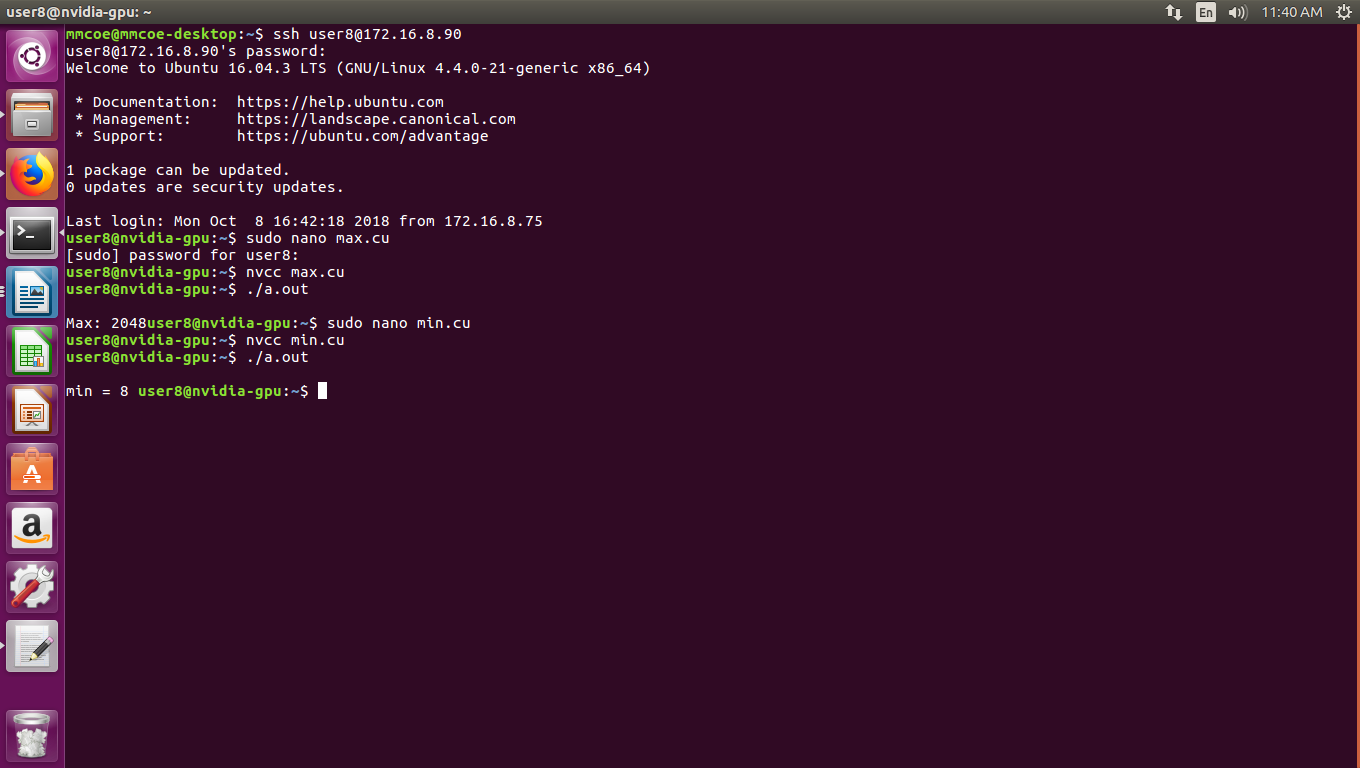 user8@nvidia-gpu: ~
En
11:40 AM
mmcoe@mmcoe-desktop:~$ ssh user8@172.16.8.90
user8@172.16.8.90's password:
Welcome to Ubuntu 16.04.3 LTS (GNU/Linux 4.4.0-21-generic x86_64)
* Documentation:  https://help.ubuntu.com
* Management:     https://landscape.canonical.com
* Support:        https://ubuntu.com/advantage
1 package can be updated.
0 updates are security updates.
Last login: Mon Oct  8 16:42:18 2018 from 172.16.8.75
user8@nvidia-gpu:~$ sudo nano max.cu
[sudo] password for user8:
user8@nvidia-gpu:~$ nvcc max.cu
user8@nvidia-gpu:~$ ./a.out
Max: 2048user8@nvidia-gpu:~$ sudo nano min.cu
user8@nvidia-gpu:~$ nvcc min.cu
user8@nvidia-gpu:~$ ./a.out
min = 8 user8@nvidia-gpu:~$